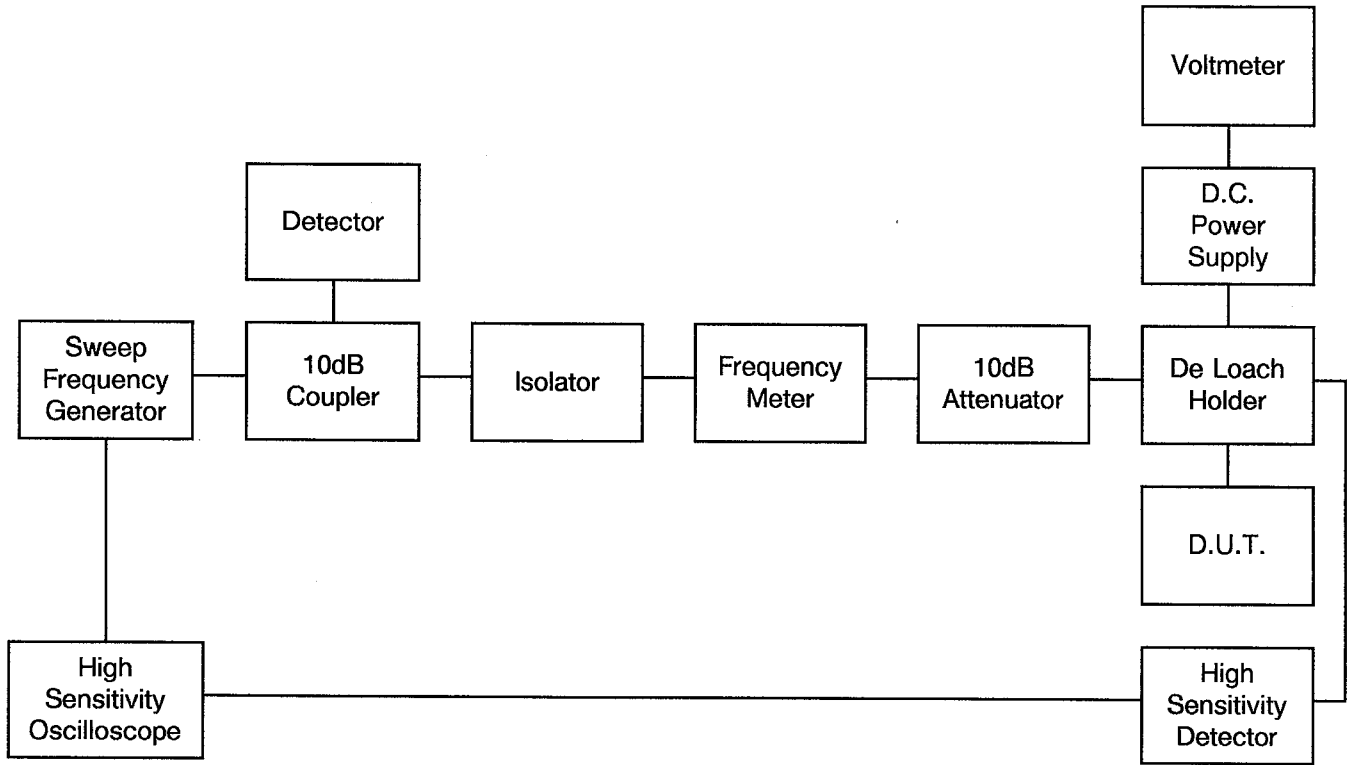 Voltmeter
D.C.
Power
Supply
Detector
Sweep
Frequency
Generator
10dB
Coupler
Isolator
Frequency
Meter
10dB
Attenuator
De Loach
Holder
D.U.T.
High
Sensitivity
Oscilloscope
High
Sensitivity
Detector